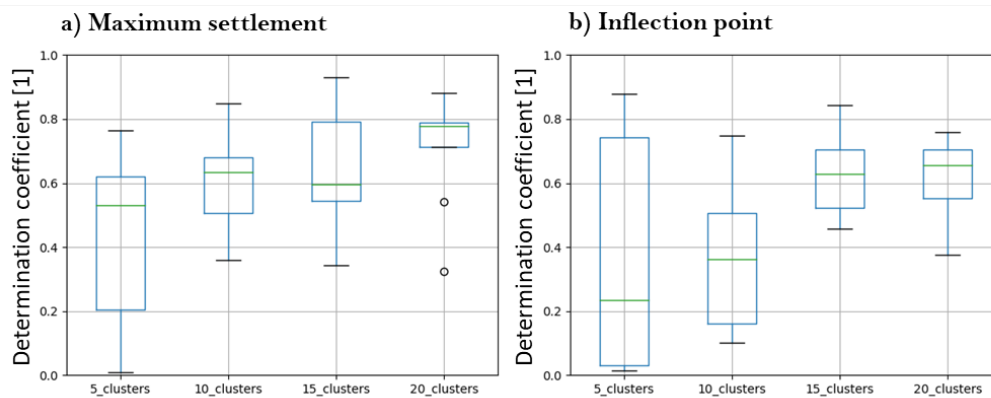 a) Maximum settlement
Determination coefficient [1]
1.0
0.8
0.6
0.4
0.2
0.0
5_clusters 10_clusters 15_clusters 20_clusters
b) Inflection point
Determination coefficient [1]
1.0
0.8
0.6
0.4
0.2
0.0
5_clusters 10_clusters 15_clusters 20_clusters